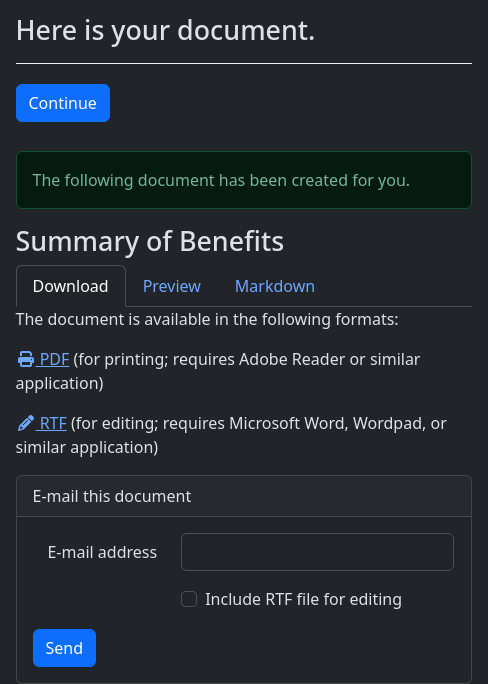 Here is your document.
Continue
The following document has been created for you.
Summary of Benefits
Download Preview Markdown
The document is available in the following formats:
PDF (for printing; requires Adobe Reader or similar
application)
RTF (for editing; requires Microsoft Word, Wordpad, or
similar application)
E-mail this document
E-mail address
Include RTF file for editing
Send